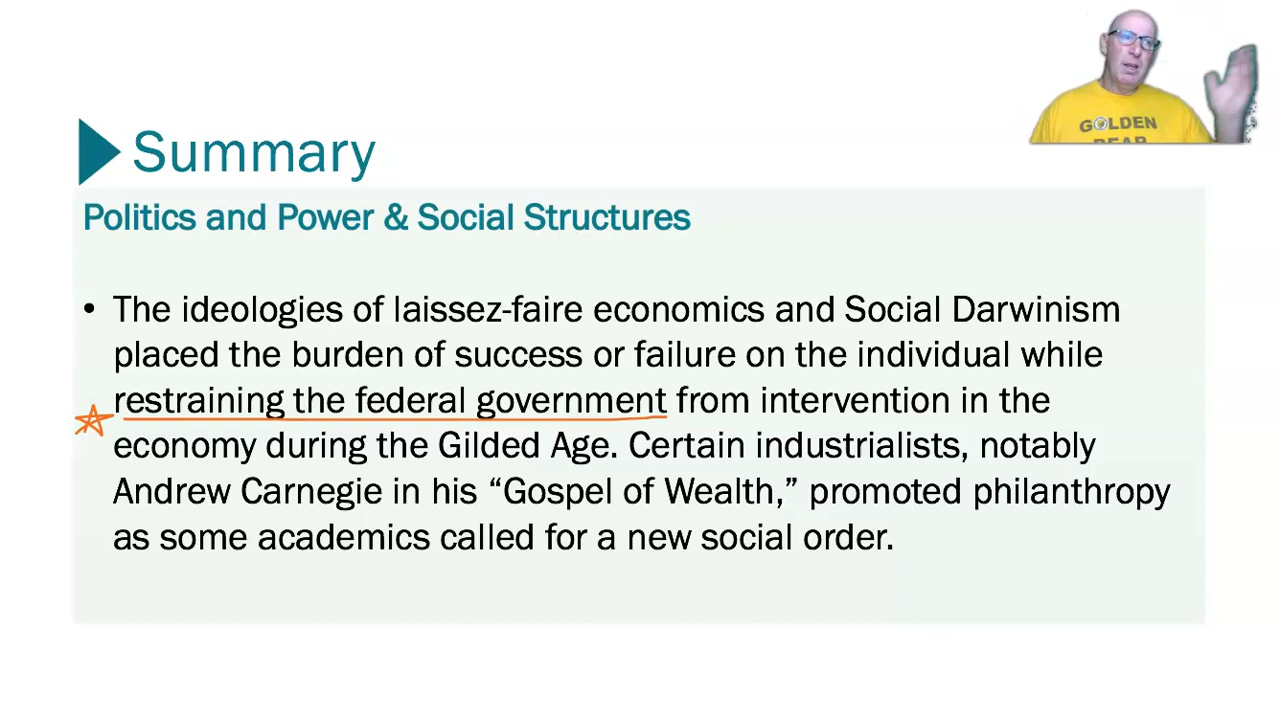 GOLDEN
BEAR
Summary
Politics and Power & Social Structures
• The ideologies of laissez-faire economics and Social Darwinism
placed the burden of success or failure on the individual while
restraining the federal government from intervention in the
economy during the Gilded Age. Certain industrialists, notably
Andrew Carnegie in his “Gospel of Wealth,” promoted philanthropy
as some academics called for a new social order.